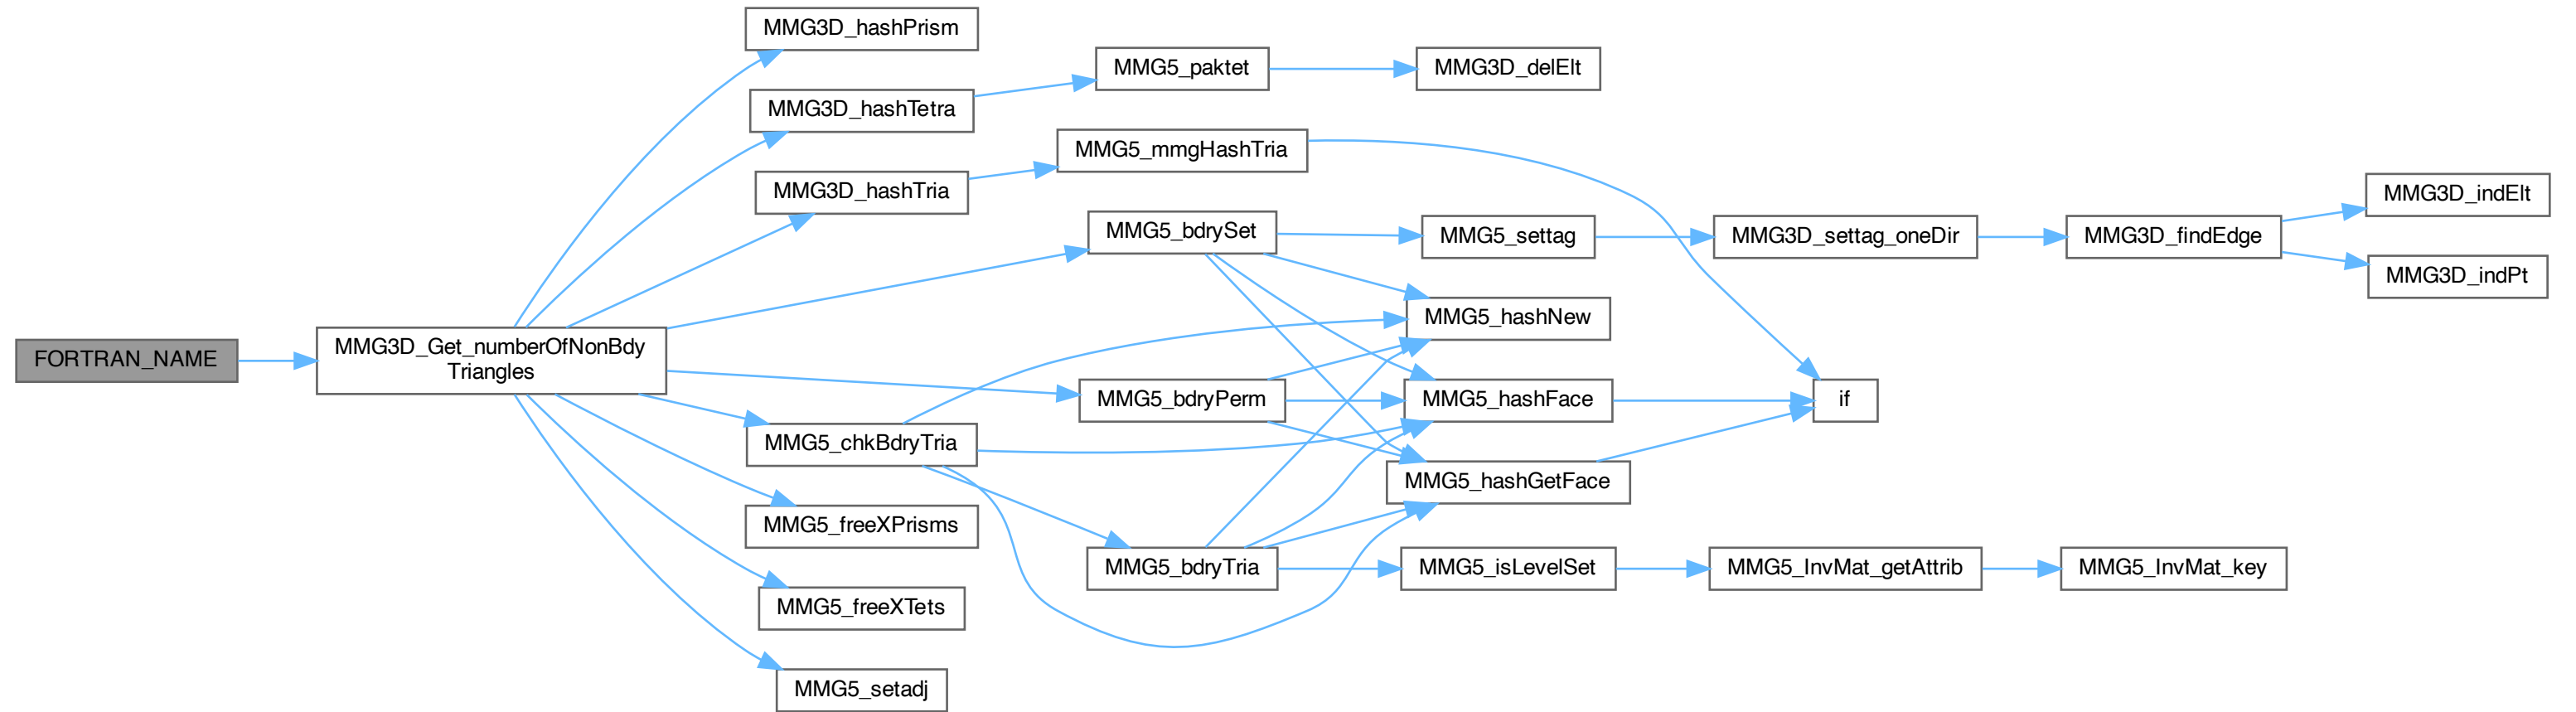 FORTRAN_NAME
MMG3D_Get_numberOfNonBdy
Triangles
MMG3D_hashPrism
MMG3D_hashTetra
MMG3D_hashTria
MMG5_chkBdryTria
MMG5_freeXPrisms
MMG5_freeXTets
MMG5_setadj
MMG5_paktet
MMG5_mmgHashTria
MMG5_bdrySet
MMG5_bdryPerm
MMG5_bdryTria
MMG3D_delElt
MMG5_settag
MMG5_hashNew
MMG5_hashFace
MMG5_hashGetFace
MMG5_isLevelSet
MMG3D_settag_oneDir
if
MMG5_InvMat_getAttrib
MMG3D_findEdge
MMG5_InvMat_key
MMG3D_indElt
MMG3D_indPt